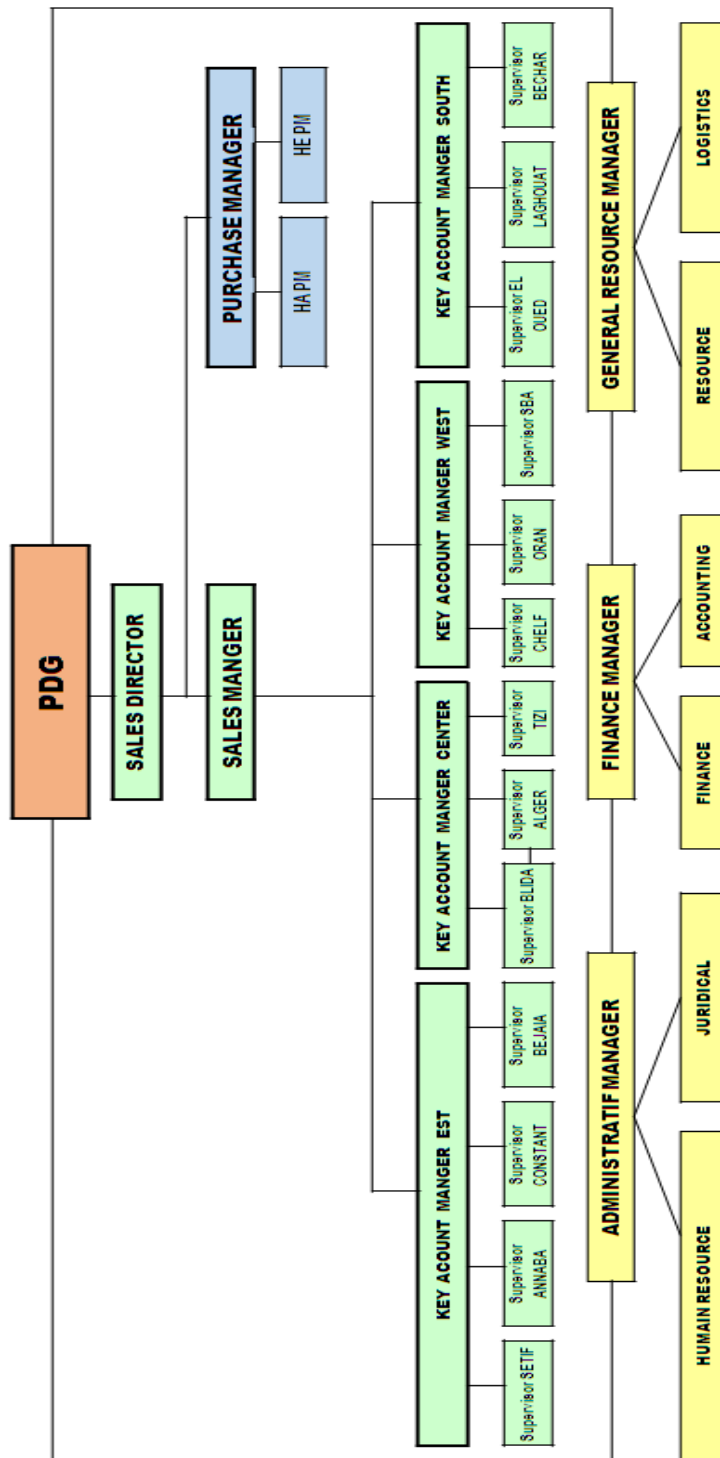 PDG
SALES DIRECTOR
SALES MANGER
PURCHASE MANAGER
HA PM
HE PM
KEY ACOUNT MANGER EST
KEY ACCOUNT MANGER CENTER
KEY ACCOUNT MANGER WEST
KEY ACCOUNT MANGER SOUTH
Supervisor SETIF
Supervisor
ANNABA
Supervisor
CONSTANT
Supervisor
BEJAIA
Supervisor BLIDA
Supervisor
ALGER
Supervisor
TIZI
Supervisor
CHELF
Supervisor
ORAN
Supervisor SBA
Supervisor EL
OUED
Supervisor
LAGHOUAT
Supervisor
BECHAR
ADMINISTRATIF MANAGER
FINANCE MANAGER
GENERAL RESOURCE MANAGER
HUMAIN RESOURCE
JURIDICAL
FINANCE
ACCOUNTING
RESOURCE
LOGISTICS